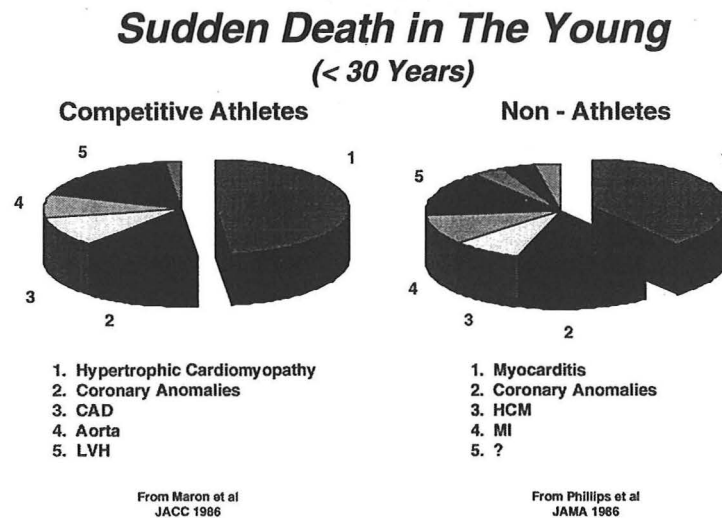 Sudden Death in The Young
(< 30 Years)
Competitive Athletes
5
1
4
3
2
1. Hypertrophic Cardiomyopathy
2. Coronary Anomalies
3. CAD
4. Aorta
5. LVH
From Maron et al
JACC 1986
Non - Athletes
5
4
3
2
1. Myocarditis
2. Coronary Anomalies
3. HCM
4. MI
5. ?
From Phillips et al
JAMA 1986